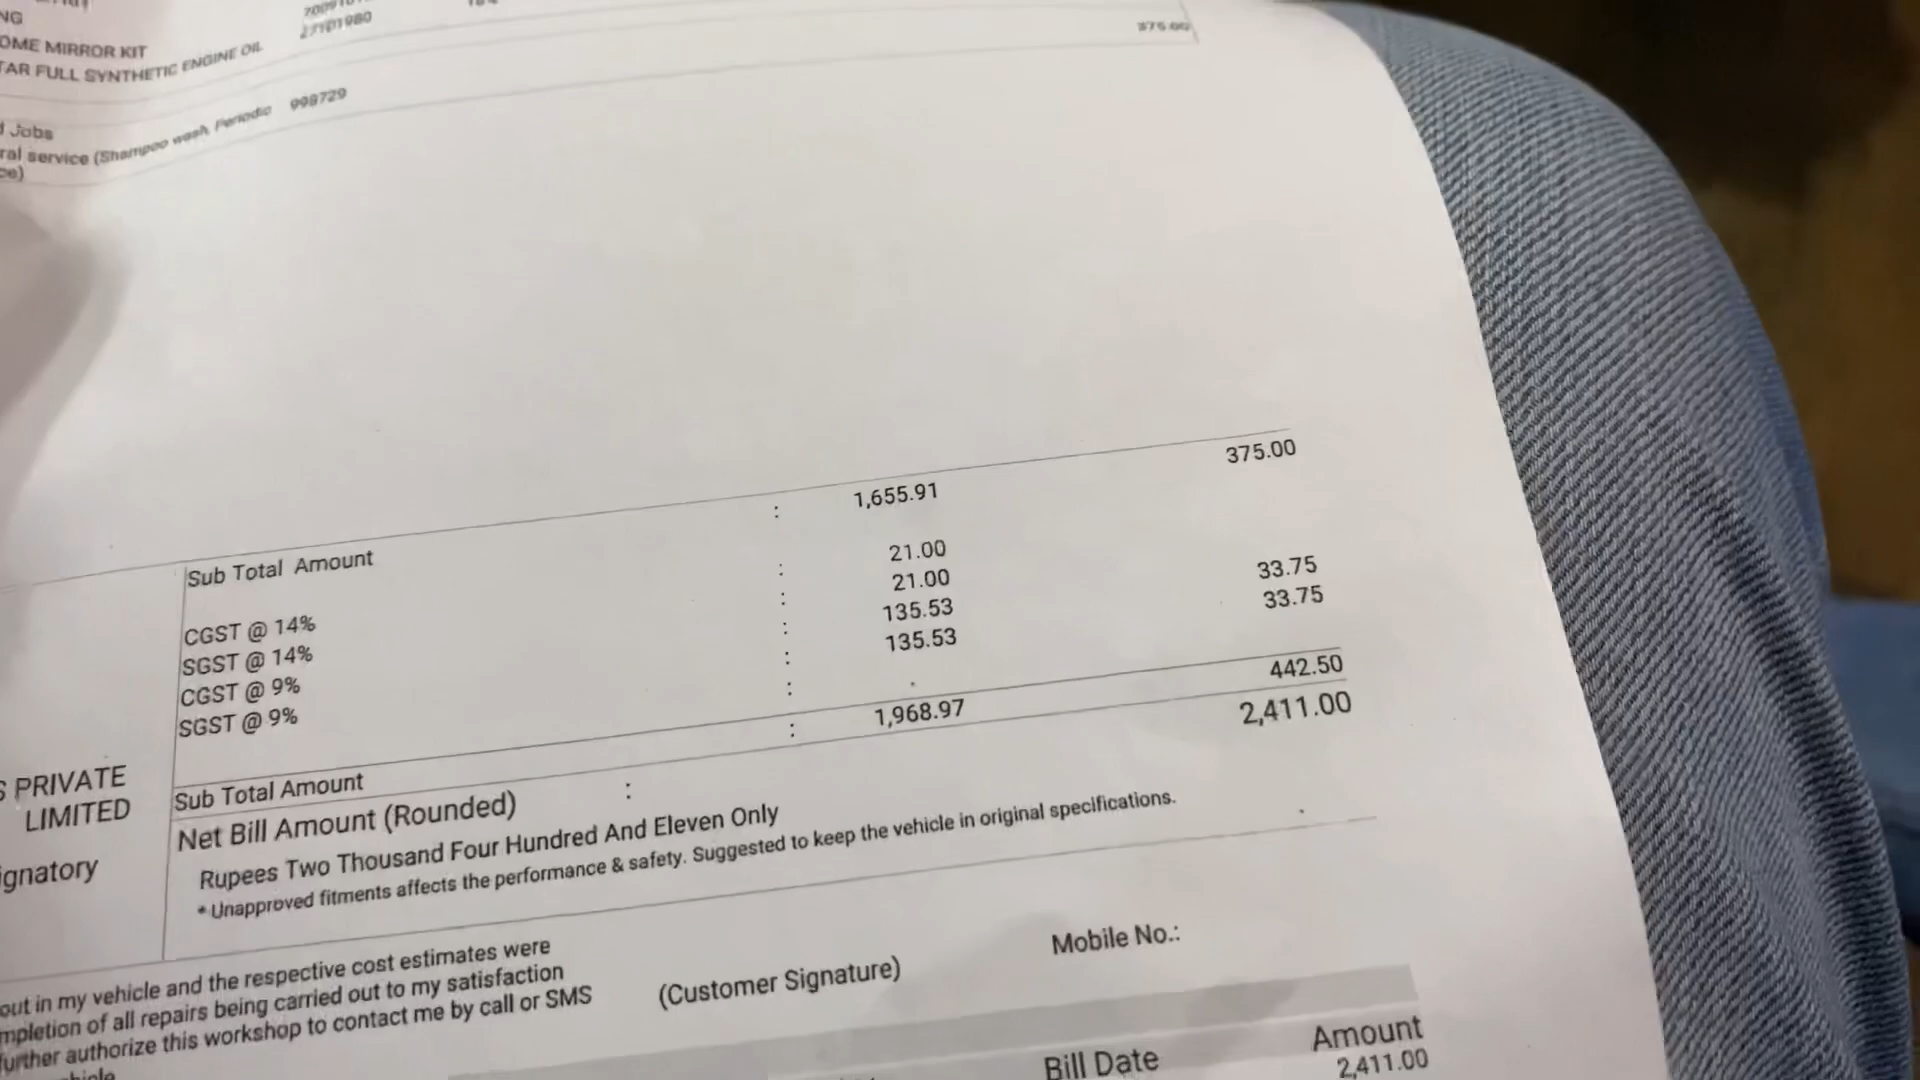 NG
OME MIRROR KIT
TAR FULL SYNTHETIC ENGINE OIL
27101980
375.00
Jobs
ral service (Shampoo wash, Periodic 998729
ce)
Sub Total Amount : 1,655.91 375.00
CGST @ 14% : 21.00
SGST @ 14% : 21.00
CGST @ 9% : 135.53 33.75
SGST @ 9% : 135.53 33.75
:
Sub Total Amount : 1,968.97 442.50
Net Bill Amount (Rounded) : 2,411.00
Rupees Two Thousand Four Hundred And Eleven Only
* Unapproved fitments affects the performance & safety. Suggested to keep the vehicle in original specifications.
S PRIVATE
LIMITED
ignatory
out in my vehicle and the respective cost estimates were
mpletion of all repairs being carried out to my satisfaction
further authorize this workshop to contact me by call or SMS
(Customer Signature)
Mobile No.:
Bill Date
Amount
2,411.00